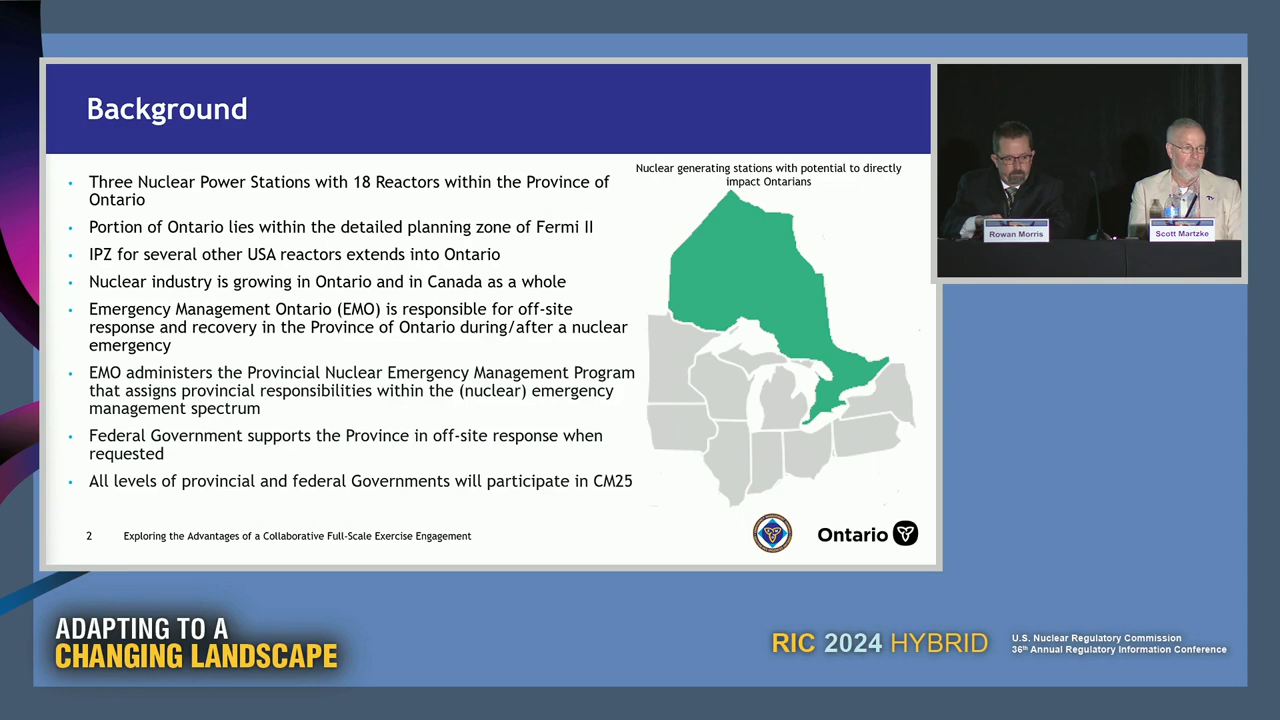 Background
Three Nuclear Power Stations with 18 Reactors within the Province of
Ontario
Portion of Ontario lies within the detailed planning zone of Fermi II
IPZ for several other USA reactors extends into Ontario
Nuclear industry is growing in Ontario and in Canada as a whole
Emergency Management Ontario (EMO) is responsible for off-site
response and recovery in the Province of Ontario during/after a nuclear
emergency
EMO administers the Provincial Nuclear Emergency Management Program
that assigns provincial responsibilities within the (nuclear) emergency
management spectrum
Federal Government supports the Province in off-site response when
requested
All levels of provincial and federal Governments will participate in CM25
Nuclear generating stations with potential to directly
impact Ontarians
2 Exploring the Advantages of a Collaborative Full-Scale Exercise Engagement
Ontario
Rowan Morris
Scott Martzke
ADAPTING TO A
CHANGING LANDSCAPE
RIC 2024 HYBRID
U.S. Nuclear Regulatory Commission
36th Annual Regulatory Information Conference